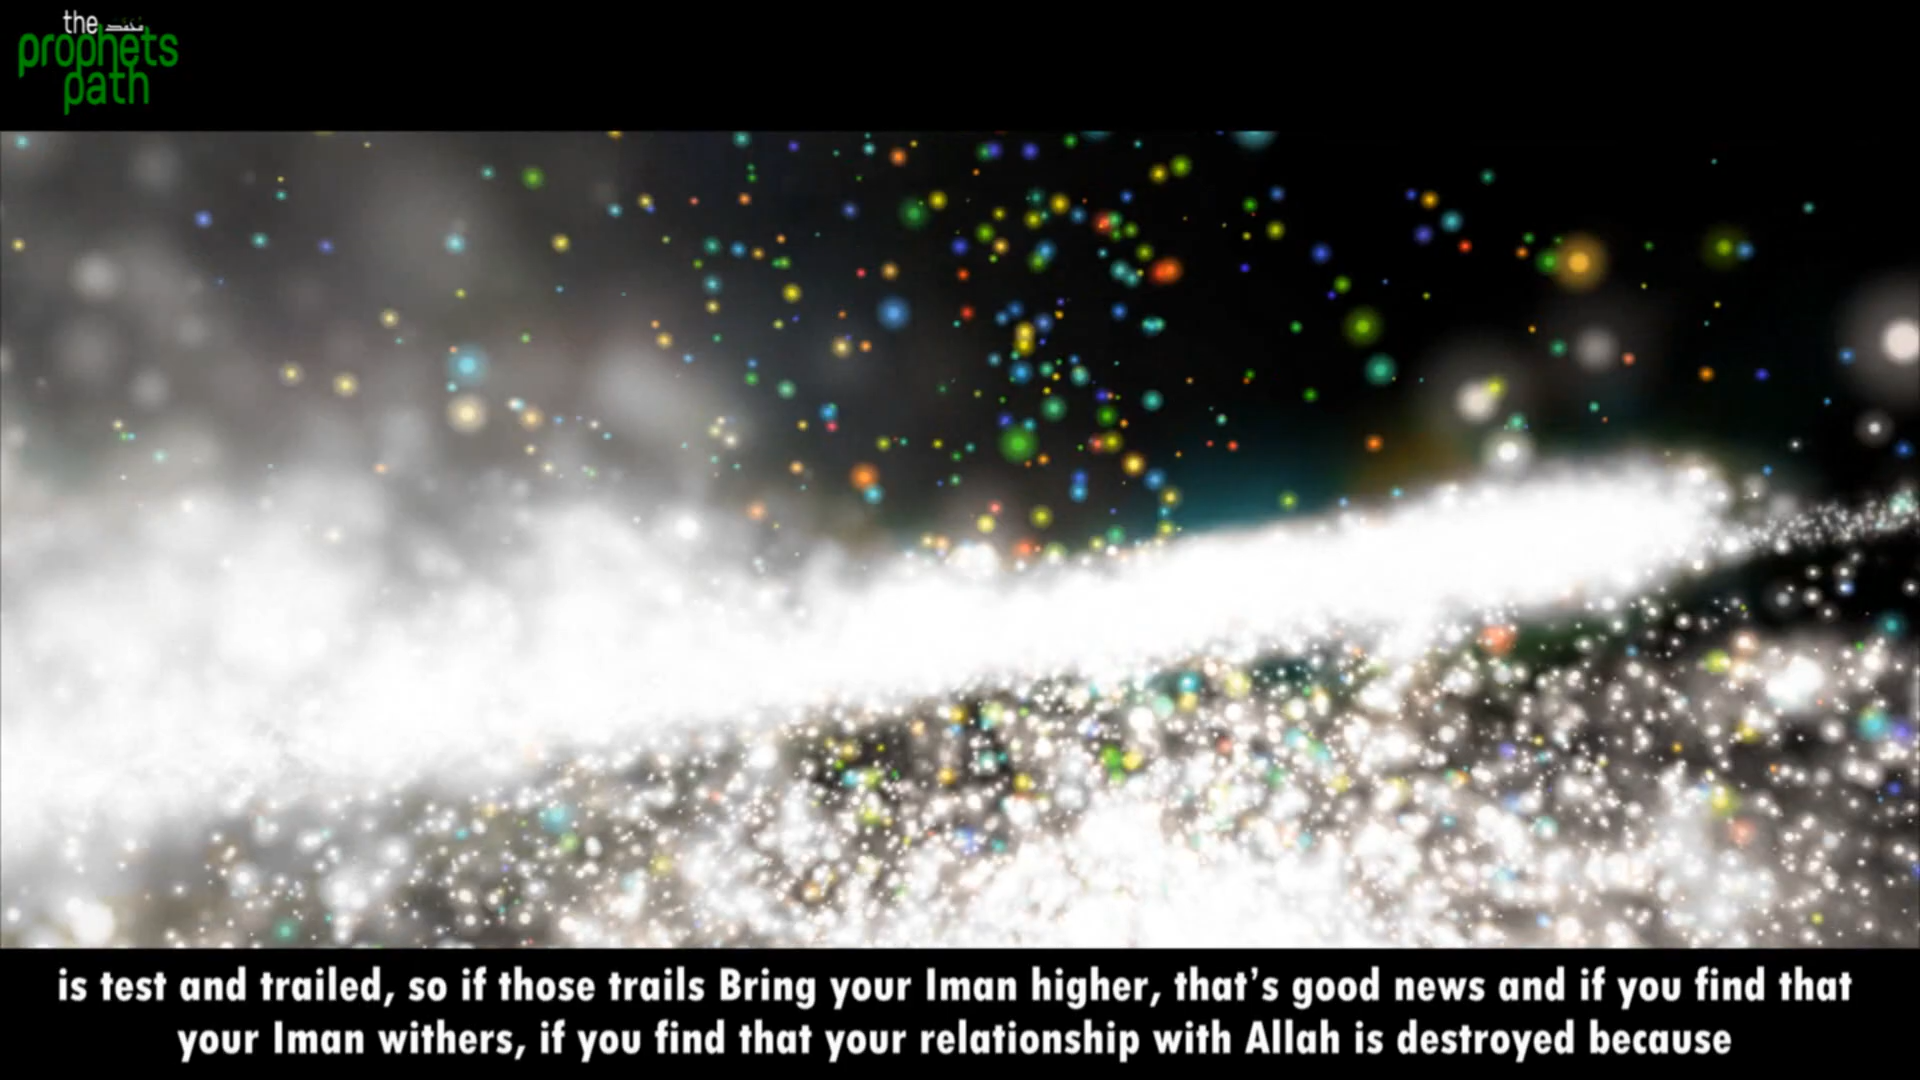 the محمد
prophets
path
is test and trailed, so if those trails Bring your Iman higher, that’s good news and if you find that
your Iman withers, if you find that your relationship with Allah is destroyed because